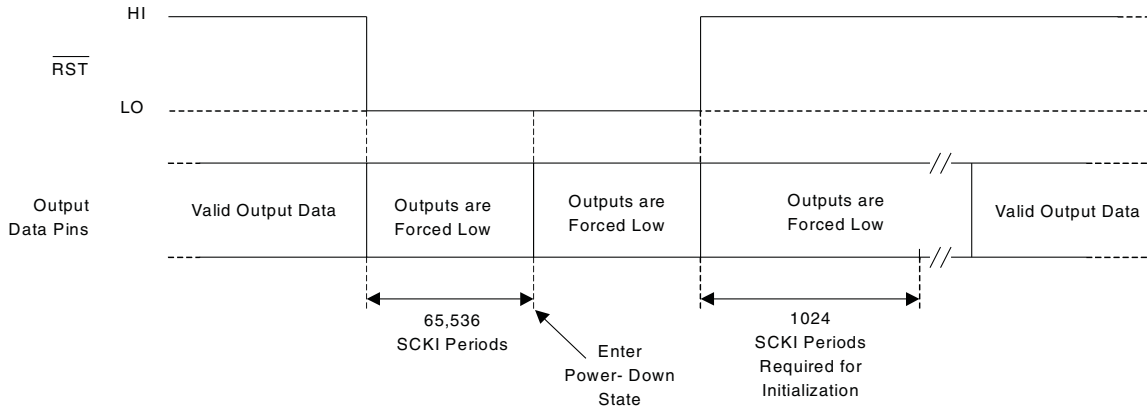 HI
RST
LO
Output
Data Pins
Valid Output Data
Outputs are
Forced Low
Outputs are
Forced Low
Outputs are
Forced Low
Valid Output Data
65,536
SCKI Periods
Enter
Power- Down
State
1024
SCKI Periods
Required for
Initialization